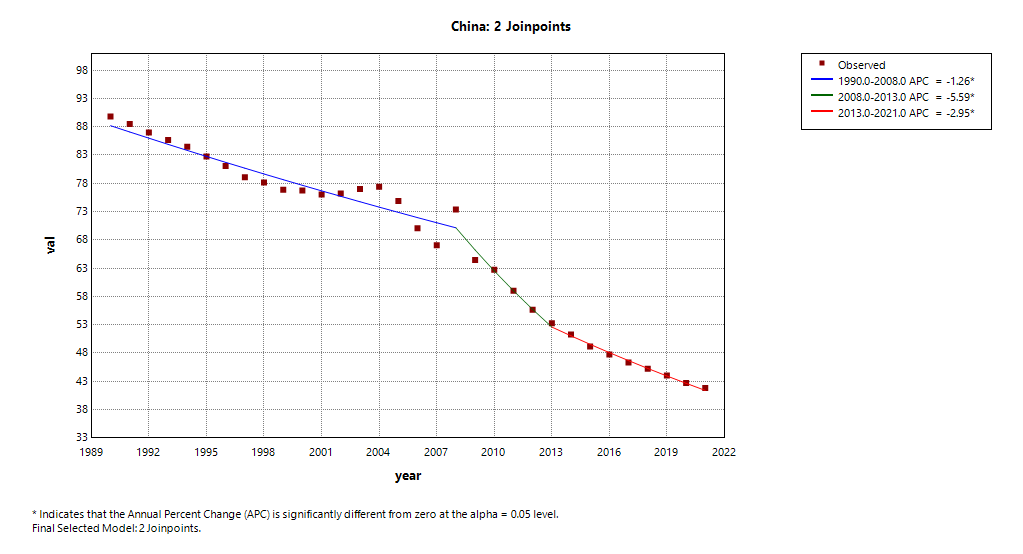 China: 2 Joinpoints
98
93
88
83
78
73
68
63
58
53
48
43
38
33
val
1989 1992 1995 1998 2001 2004 2007 2010 2013 2016 2019 2022
year
Observed
1990.0-2008.0 APC = -1.26*
2008.0-2013.0 APC = -5.59*
2013.0-2021.0 APC = -2.95*
* Indicates that the Annual Percent Change (APC) is significantly different from zero at the alpha = 0.05 level.
Final Selected Model: 2 Joinpoints.